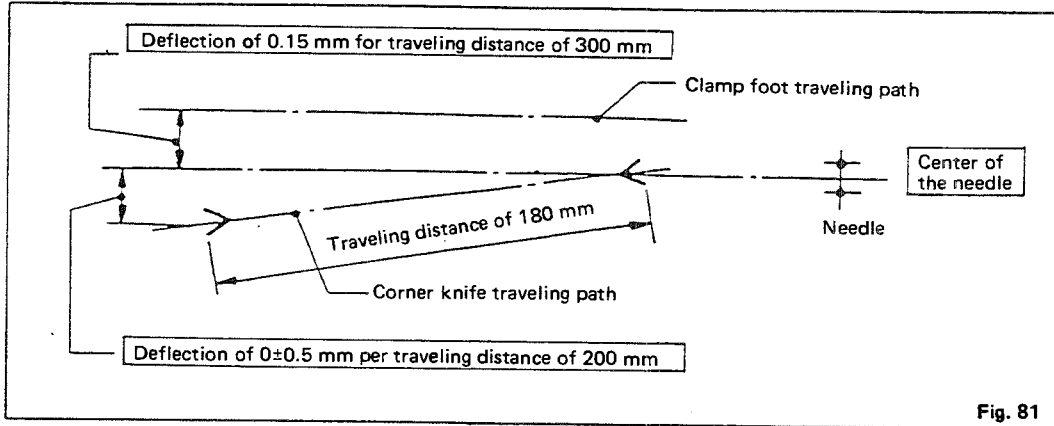 Deflection of 0.15 mm for traveling distance of 300 mm
Clamp foot traveling path
Center of
the needle
Needle
Traveling distance of 180 mm
Corner knife traveling path
Deflection of 0±0.5 mm per traveling distance of 200 mm
Fig. 81